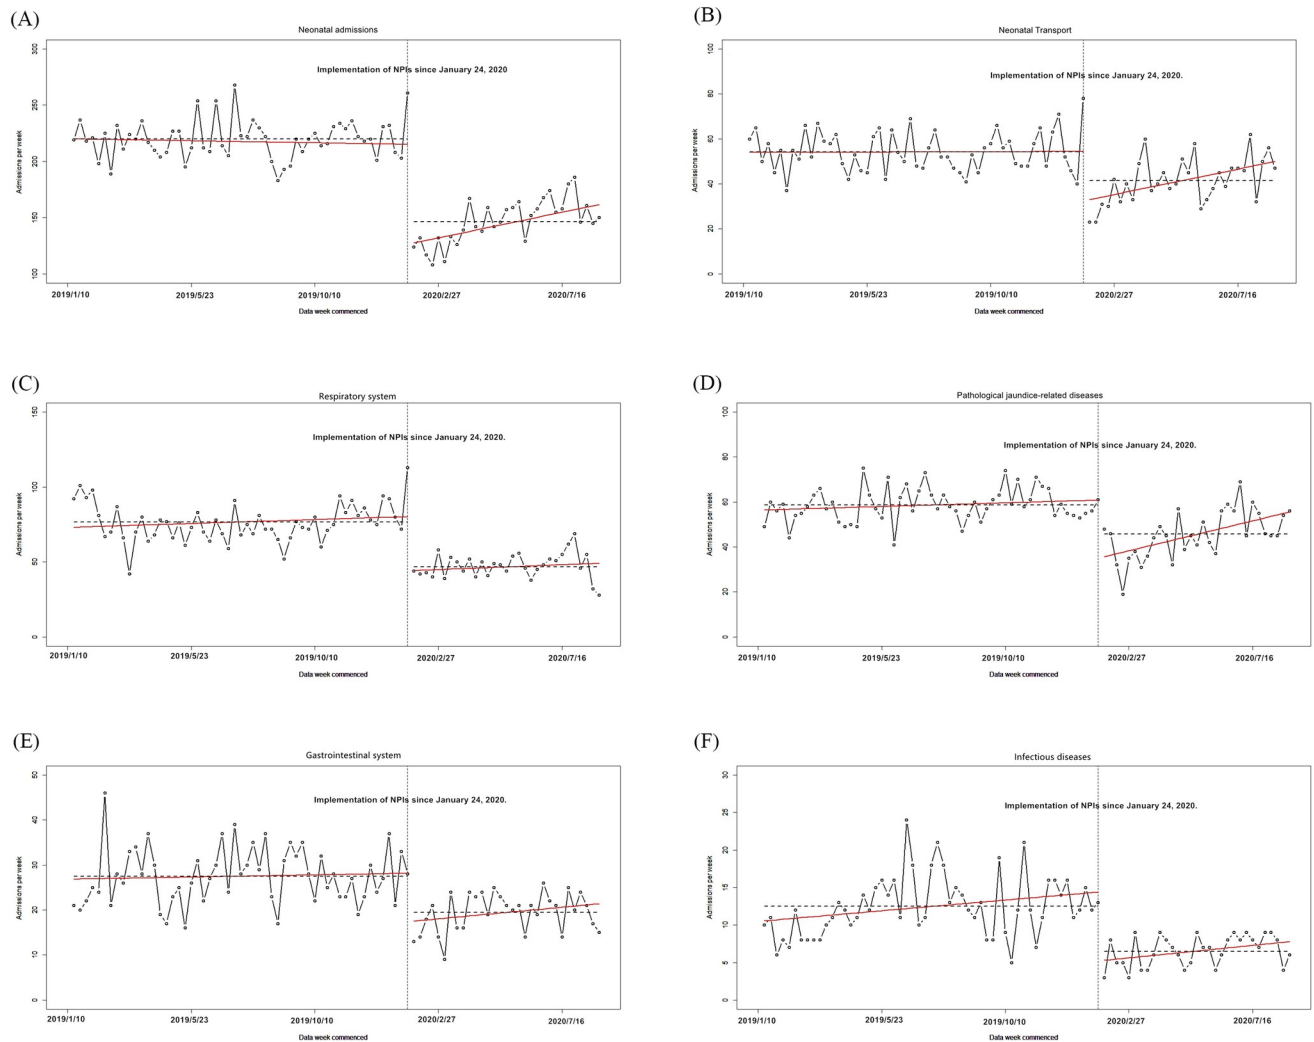 (A)
Neonatal admissions
Implementation of NPIs since January 24, 2020
Admissions per week
300
250
200
150
100
2019/1/10 2019/5/23 2019/10/10 2020/2/27 2020/7/16
Data week commenced
(B)
Neonatal Transport
Implementation of NPIs since January 24, 2020.
Admissions per week
100
80
60
40
20
0
2019/1/10 2019/5/23 2019/10/10 2020/2/27 2020/7/16
Data week commenced
(C)
Respiratory system
Implementation of NPIs since January 24, 2020.
Admissions per week
150
100
50
0
2019/1/10 2019/5/23 2019/10/10 2020/2/27 2020/7/16
Data week commenced
(D)
Pathological jaundice-related diseases
Implementation of NPIs since January 24, 2020.
Admissions per week
100
80
60
40
20
0
2019/1/10 2019/5/23 2019/10/10 2020/2/27 2020/7/16
Data week commenced
(E)
Gastrointestinal system
Implementation of NPIs since January 24, 2020.
Admissions per week
50
40
30
20
10
0
2019/1/10 2019/5/23 2019/10/10 2020/2/27 2020/7/16
Data week commenced
(F)
Infectious diseases
Implementation of NPIs since January 24, 2020.
Admissions per week
30
25
20
15
10
5
0
2019/1/10 2019/5/23 2019/10/10 2020/2/27 2020/7/16
Data week commenced